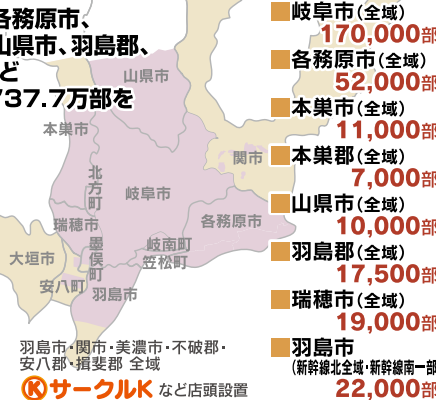 各務原市、
山県市、羽島郡、
ど
737.7万部を
山県市
本巣市
関市
北方町
岐阜市
各務原市
瑞穂市
墨俣町
岐南町
笠松町
大垣市
安八町
羽島市
羽島市・関市・美濃市・不破郡・
安八郡・揖斐郡 全域
ⓀサークルK など店頭設置
岐阜市(全域)
170,000部
各務原市(全域)
52,000部
本巣市(全域)
11,000部
本巣郡(全域)
7,000部
山県市(全域)
10,000部
羽島郡(全域)
17,500部
瑞穂市(全域)
19,000部
羽島市
(新幹線北全域・新幹線南一部
22,000部